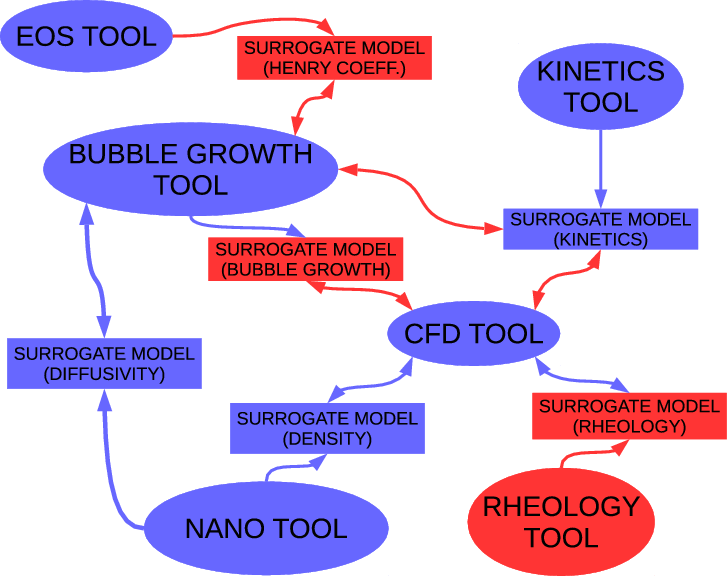 EOS TOOL
SURROGATE MODEL
(HENRY COEFF.)
KINETICS
TOOL
BUBBLE GROWTH
TOOL
SURROGATE MODEL
(KINETICS)
SURROGATE MODEL
(BUBBLE GROWTH)
CFD TOOL
SURROGATE MODEL
(DIFFUSIVITY)
SURROGATE MODEL
(DENSITY)
SURROGATE MODEL
(RHEOLOGY)
NANO TOOL
RHEOLOGY
TOOL